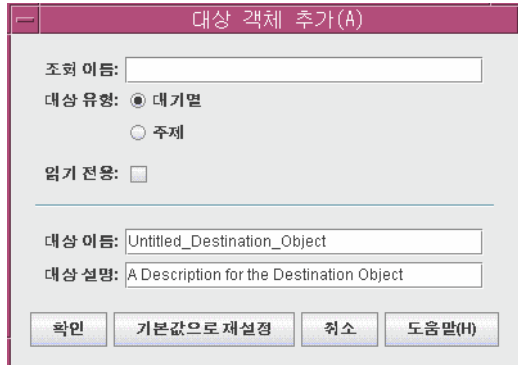 대상 객체 추가(A)
조회 이름:
대상 유형: 대기열
주제
읽기 전용:
대상 이름: Untitled_Destination_Object
대상 설명: A Description for the Destination Object
확인 기본값으로 재설정 취소 도움말(H)